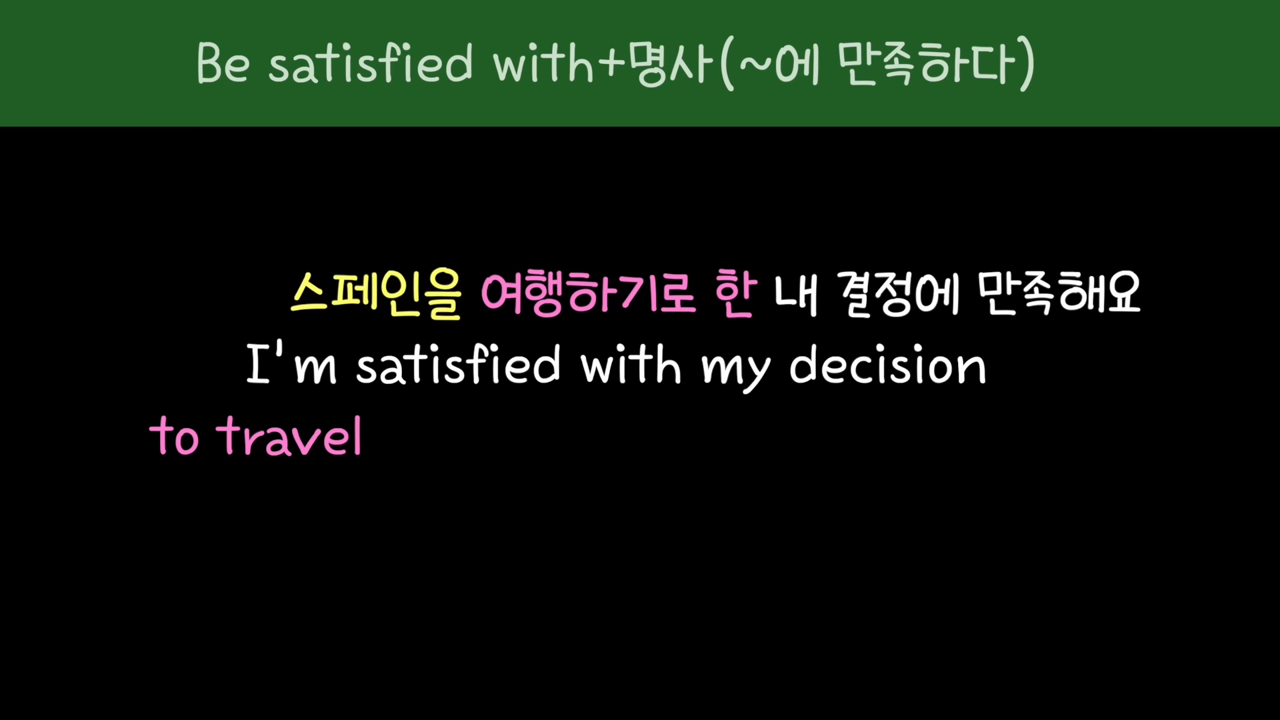 Be satisfied with+명사(~에 만족하다)
스페인을 여행하기로 한 내 결정에 만족해요
I'm satisfied with my decision
to travel